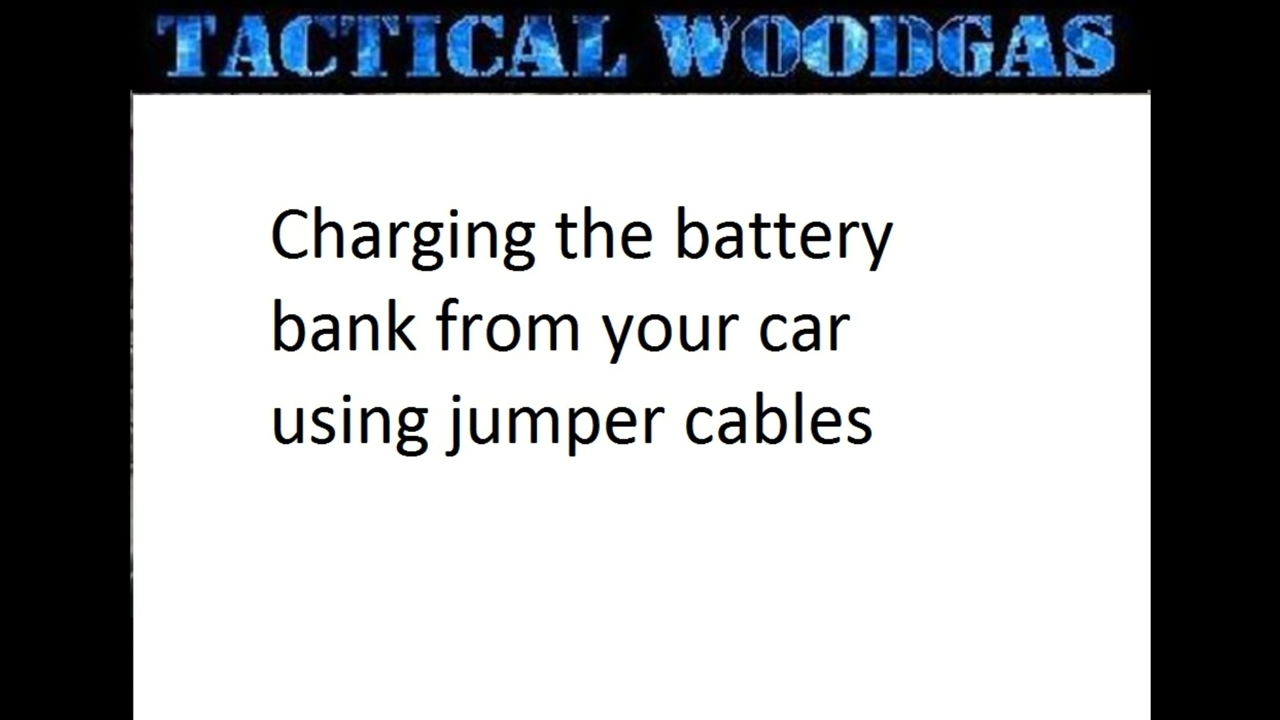 TACTICAL WOODGAS
Charging the battery
bank from your car
using jumper cables